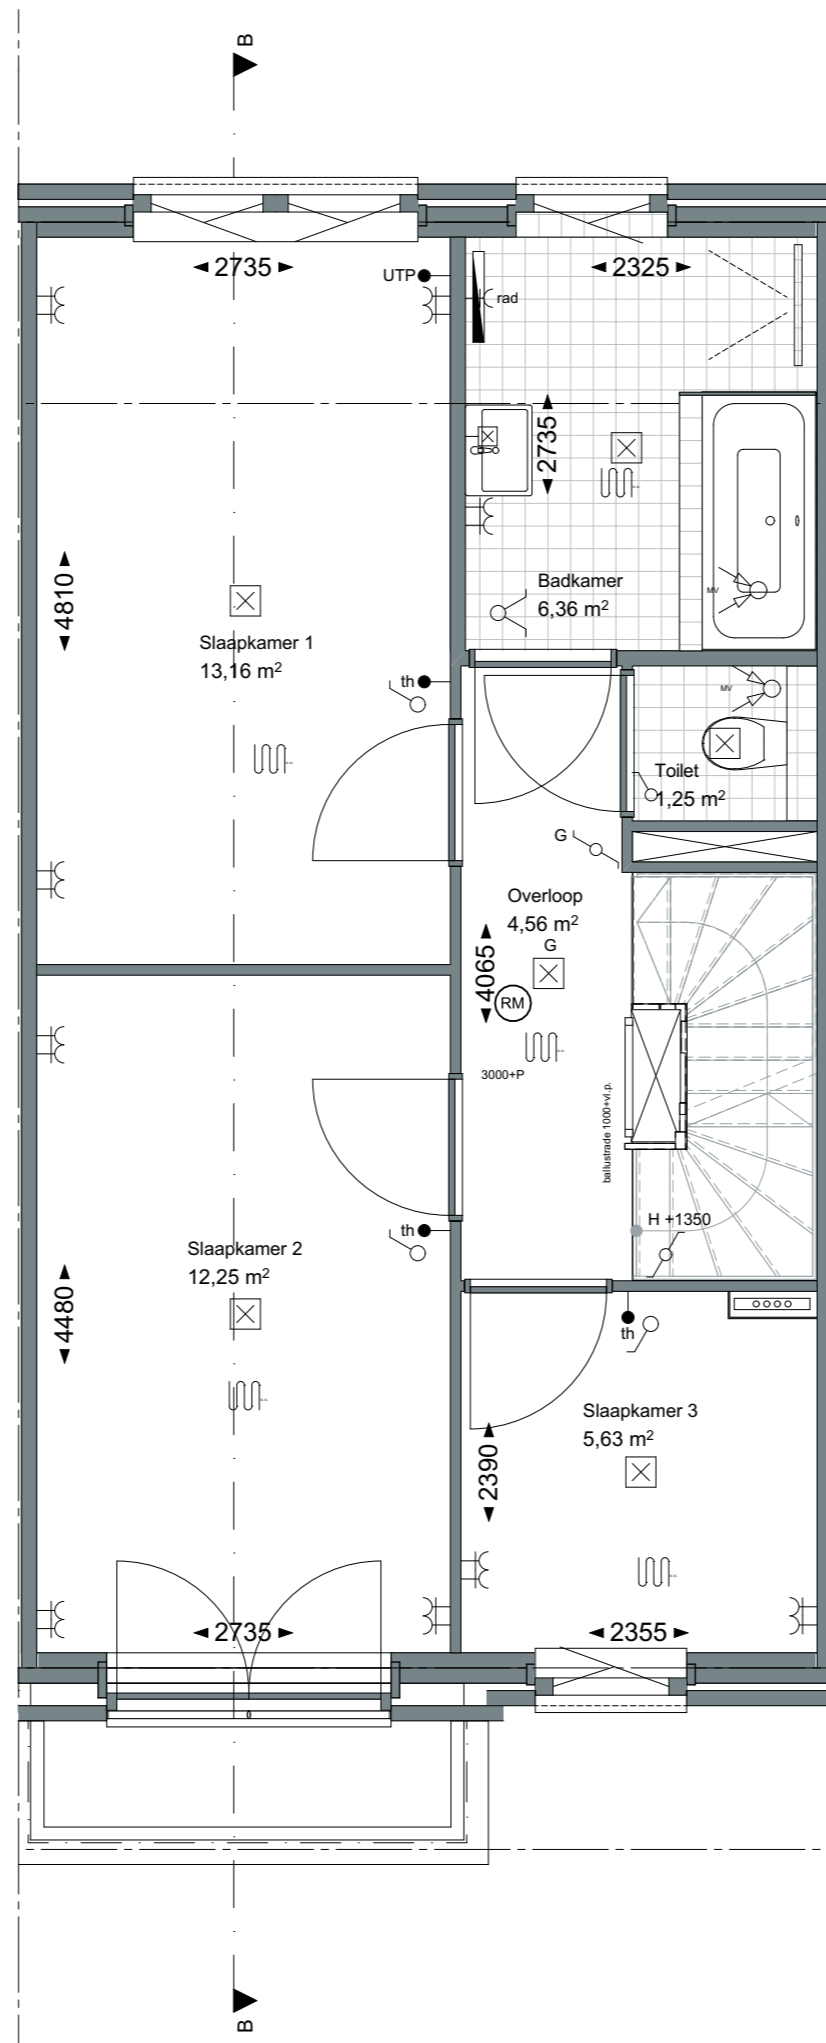 B
2735
UTP
rad
2325
2735
4810
Badkamer
6,36 m²
MV
Slaapkamer 1
13,16 m²
th
MV
Toilet
1,25 m²
G
Overloop
4,56 m²
G
4065
RM
3000+P
ballustrade 1000+vl.p.
H +1350
th
Slaapkamer 2
12,25 m²
4480
th
Slaapkamer 3
5,63 m²
2390
2735
2355
B